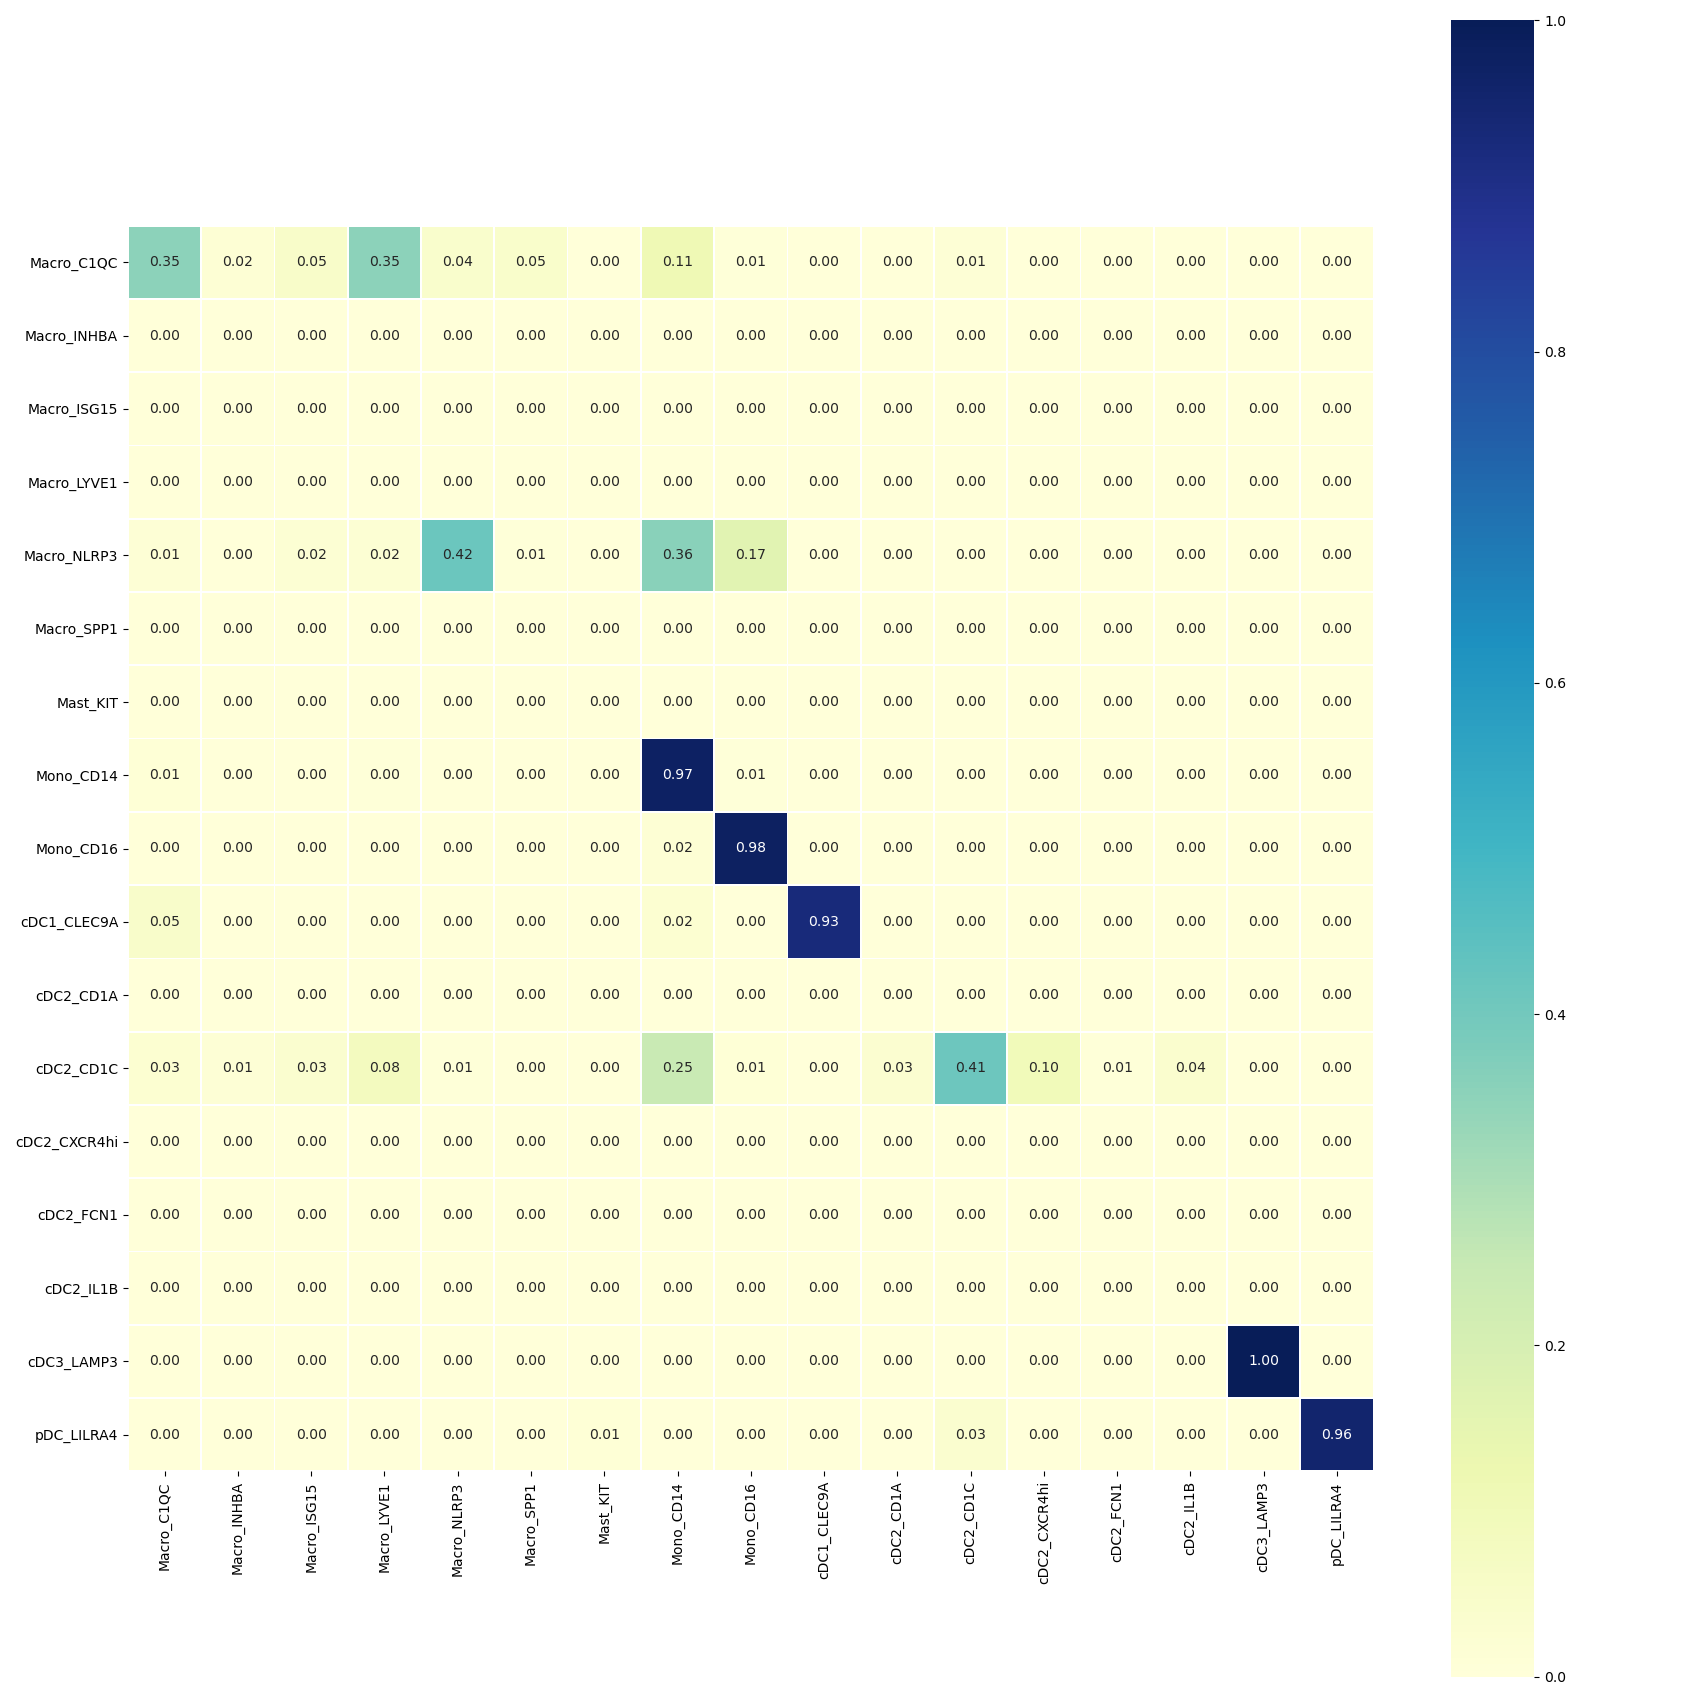 1.0
Macro_C1QC 0.35 0.02 0.05 0.35 0.04 0.05 0.00 0.11 0.01 0.00 0.00 0.01 0.00 0.00 0.00 0.00 0.00
Macro_INHBA 0.00 0.00 0.00 0.00 0.00 0.00 0.00 0.00 0.00 0.00 0.00 0.00 0.00 0.00 0.00 0.00 0.00
0.8
Macro_ISG15 0.00 0.00 0.00 0.00 0.00 0.00 0.00 0.00 0.00 0.00 0.00 0.00 0.00 0.00 0.00 0.00 0.00
Macro_LYVE1 0.00 0.00 0.00 0.00 0.00 0.00 0.00 0.00 0.00 0.00 0.00 0.00 0.00 0.00 0.00 0.00 0.00
Macro_NLRP3 0.01 0.00 0.02 0.02 0.42 0.01 0.00 0.36 0.17 0.00 0.00 0.00 0.00 0.00 0.00 0.00 0.00
Macro_SPP1 0.00 0.00 0.00 0.00 0.00 0.00 0.00 0.00 0.00 0.00 0.00 0.00 0.00 0.00 0.00 0.00 0.00
0.6
Mast_KIT 0.00 0.00 0.00 0.00 0.00 0.00 0.00 0.00 0.00 0.00 0.00 0.00 0.00 0.00 0.00 0.00 0.00
Mono_CD14 0.01 0.00 0.00 0.00 0.00 0.00 0.00 0.97 0.01 0.00 0.00 0.00 0.00 0.00 0.00 0.00 0.00
Mono_CD16 0.00 0.00 0.00 0.00 0.00 0.00 0.00 0.02 0.98 0.00 0.00 0.00 0.00 0.00 0.00 0.00 0.00
cDC1_CLEC9A 0.05 0.00 0.00 0.00 0.00 0.00 0.00 0.02 0.00 0.93 0.00 0.00 0.00 0.00 0.00 0.00 0.00
cDC2_CD1A 0.00 0.00 0.00 0.00 0.00 0.00 0.00 0.00 0.00 0.00 0.00 0.00 0.00 0.00 0.00 0.00 0.00
0.4
cDC2_CD1C 0.03 0.01 0.03 0.08 0.01 0.00 0.00 0.25 0.01 0.00 0.03 0.41 0.10 0.01 0.04 0.00 0.00
cDC2_CXCR4hi 0.00 0.00 0.00 0.00 0.00 0.00 0.00 0.00 0.00 0.00 0.00 0.00 0.00 0.00 0.00 0.00 0.00
cDC2_FCN1 0.00 0.00 0.00 0.00 0.00 0.00 0.00 0.00 0.00 0.00 0.00 0.00 0.00 0.00 0.00 0.00 0.00
cDC2_IL1B 0.00 0.00 0.00 0.00 0.00 0.00 0.00 0.00 0.00 0.00 0.00 0.00 0.00 0.00 0.00 0.00 0.00
0.2
cDC3_LAMP3 0.00 0.00 0.00 0.00 0.00 0.00 0.00 0.00 0.00 0.00 0.00 0.00 0.00 0.00 0.00 1.00 0.00
pDC_LILRA4 0.00 0.00 0.00 0.00 0.00 0.00 0.01 0.00 0.00 0.00 0.00 0.03 0.00 0.00 0.00 0.00 0.96
Macro_C1QC
Macro_INHBA
Macro_ISG15
Macro_LYVE1
Macro_NLRP3
Macro_SPP1
Mast_KIT
Mono_CD14
Mono_CD16
cDC1_CLEC9A
cDC2_CD1A
cDC2_CD1C
cDC2_CXCR4hi
cDC2_FCN1
cDC2_IL1B
cDC3_LAMP3
pDC_LILRA4
0.0